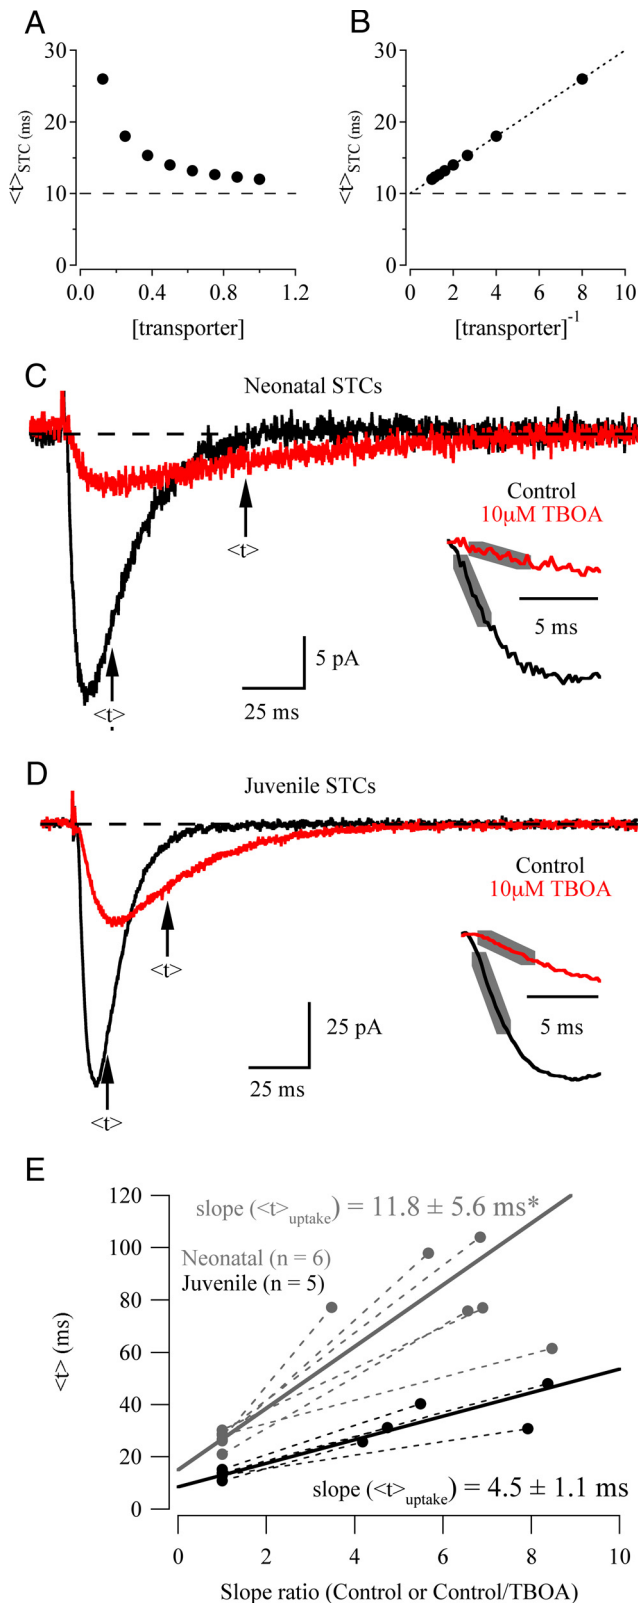 A
30
20
10
0
<t>STC (ms)
0.0 0.4 0.8 1.2
[transporter]
B
30
20
10
0
<t>STC (ms)
0 2 4 6 8 10
[transporter]-1
C
Neonatal STCs
<t>
<t>
5 pA
25 ms
Control
10µM TBOA
5 ms
D
Juvenile STCs
<t>
<t>
25 pA
25 ms
Control
10µM TBOA
5 ms
E
120
100
80
60
40
20
0
<t> (ms)
slope (<t>uptake) = 11.8 ± 5.6 ms*
Neonatal (n = 6)
Juvenile (n = 5)
slope (<t>uptake) = 4.5 ± 1.1 ms
0 2 4 6 8 10
Slope ratio (Control or Control/TBOA)